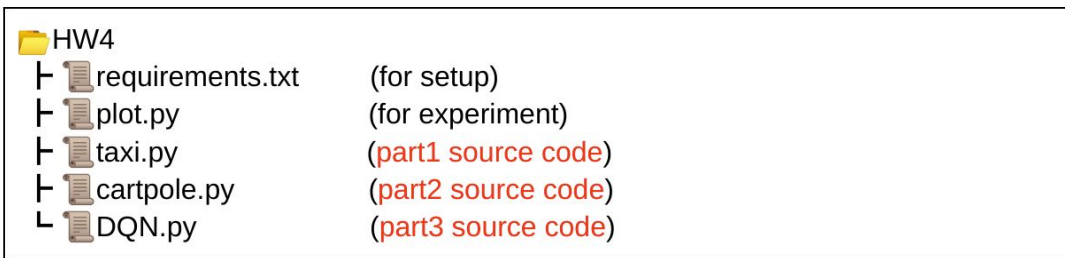 HW4
requirements.txt (for setup)
plot.py (for experiment)
taxi.py (part1 source code)
cartpole.py (part2 source code)
DQN.py (part3 source code)